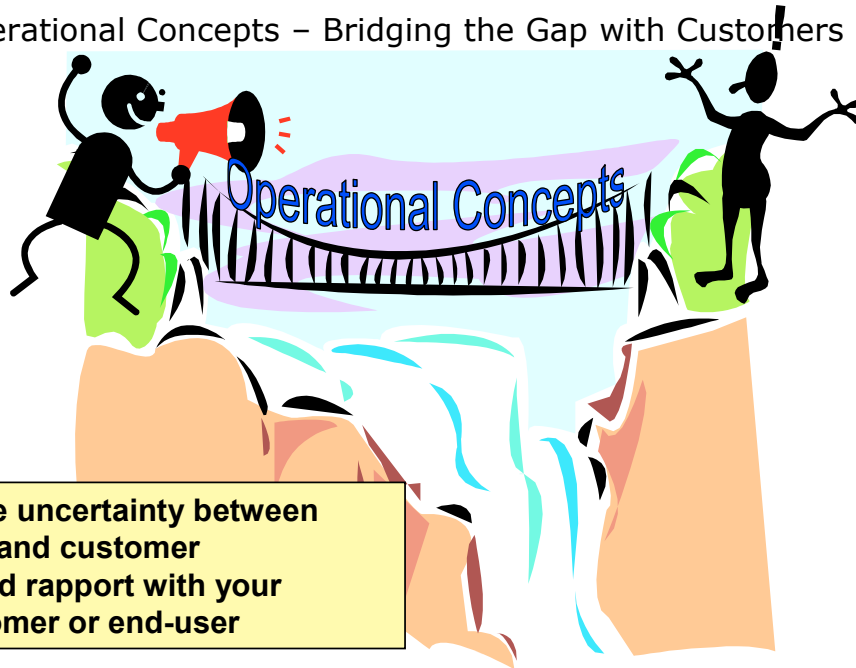 erational Concepts – Bridging the Gap with Customers
!
Operational Concepts
e uncertainty between
and customer
d rapport with your
omer or end-user